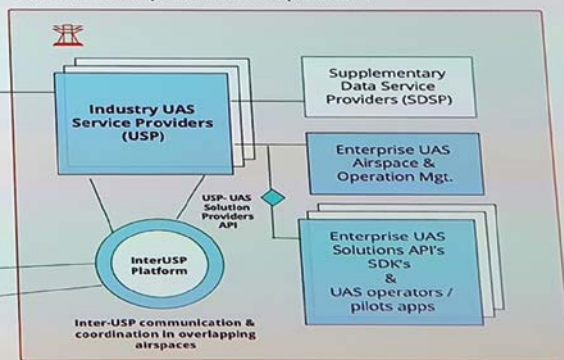 Industry UAS
Service Providers
(USP)
Supplementary
Data Service
Providers (SDSP)
Enterprise UAS
Airspace &
Operation Mgt.
USP- UAS
Solution
Providers
API
Enterprise UAS
Solutions API's
SDK's
&
UAS operators /
pilots apps
InterUSP
Platform
Inter-USP communication &
coordination in overlapping
airspaces